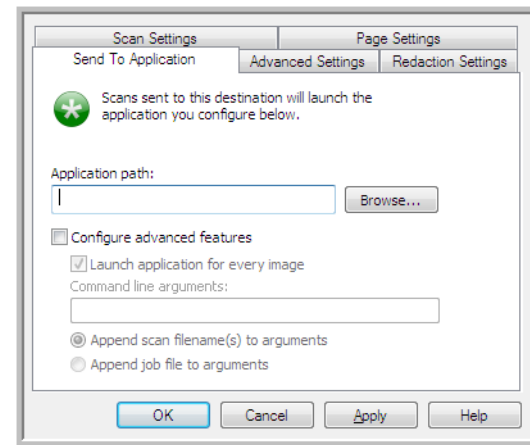 Scan Settings
Page Settings
Send To Application
Advanced Settings
Redaction Settings
Scans sent to this destination will launch the
application you configure below.
Application path:
Browse...
Configure advanced features
Launch application for every image
Command line arguments:
Append scan filename(s) to arguments
Append job file to arguments
OK
Cancel
Apply
Help